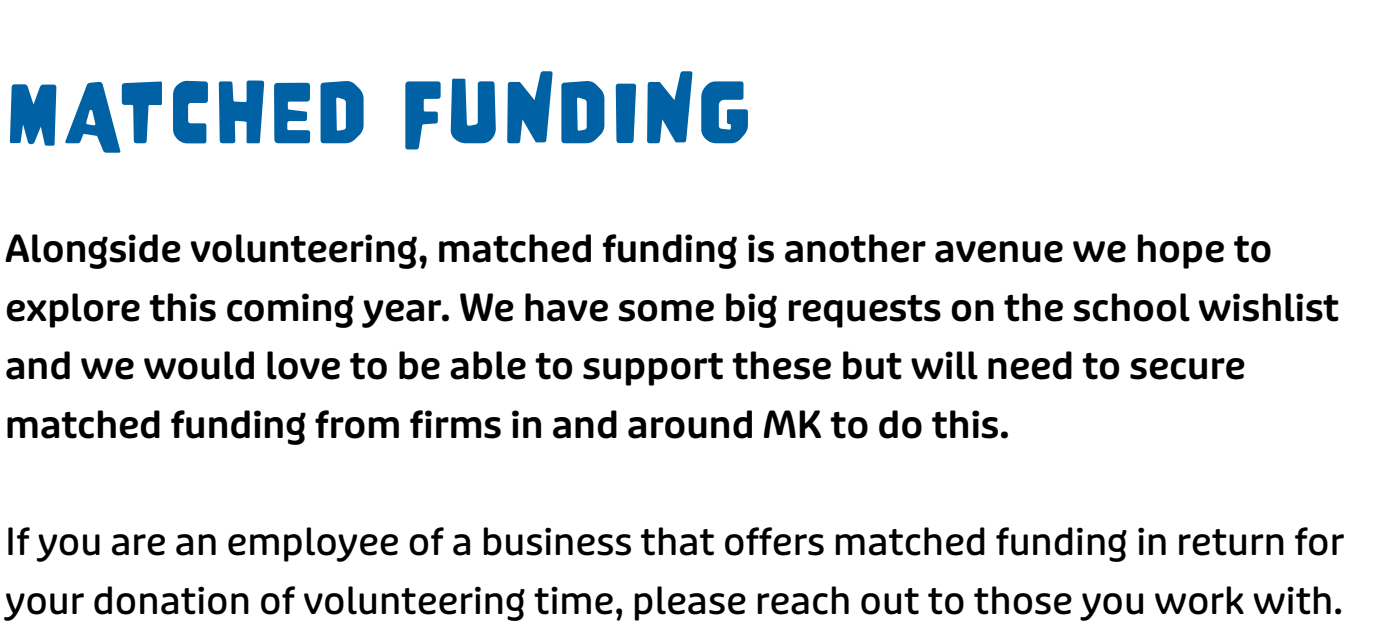 MATCHED FUNDING
Alongside volunteering, matched funding is another avenue we hope to
explore this coming year. We have some big requests on the school wishlist
and we would love to be able to support these but will need to secure
matched funding from firms in and around MK to do this.
If you are an employee of a business that offers matched funding in return for
your donation of volunteering time, please reach out to those you work with.